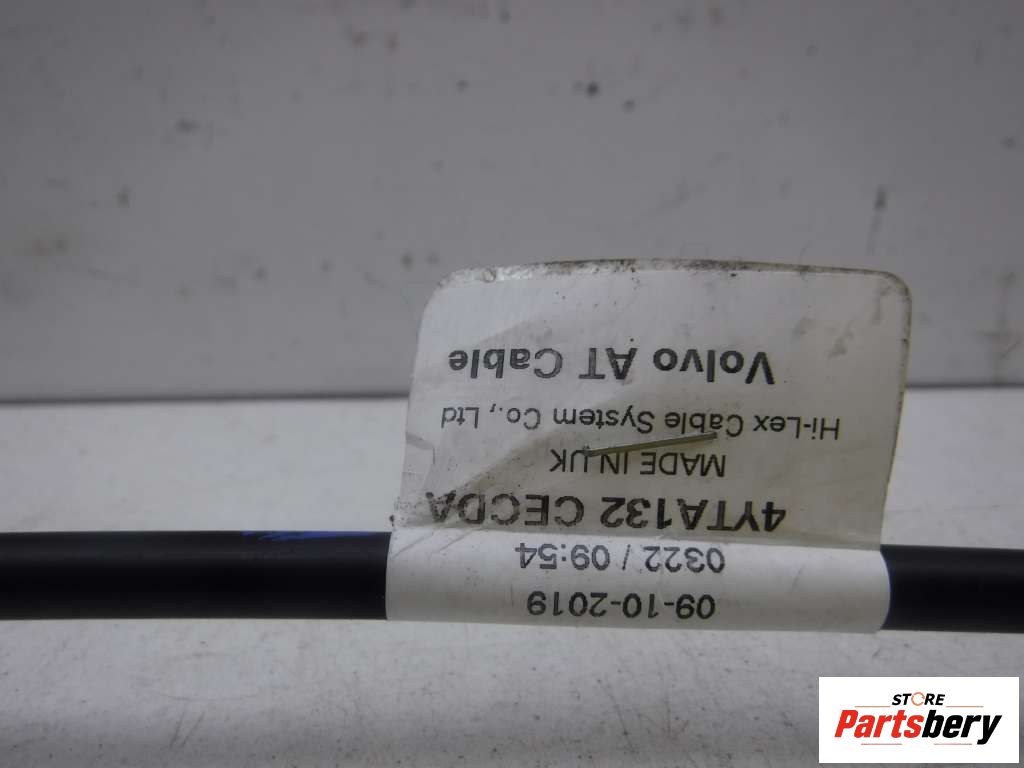 09-10-2019
0322 / 09:54
4YTA132 CECDA
MADE IN UK
Hi-Lex Cable System Co., Ltd
Volvo AT Cable
STORE
Partsbery